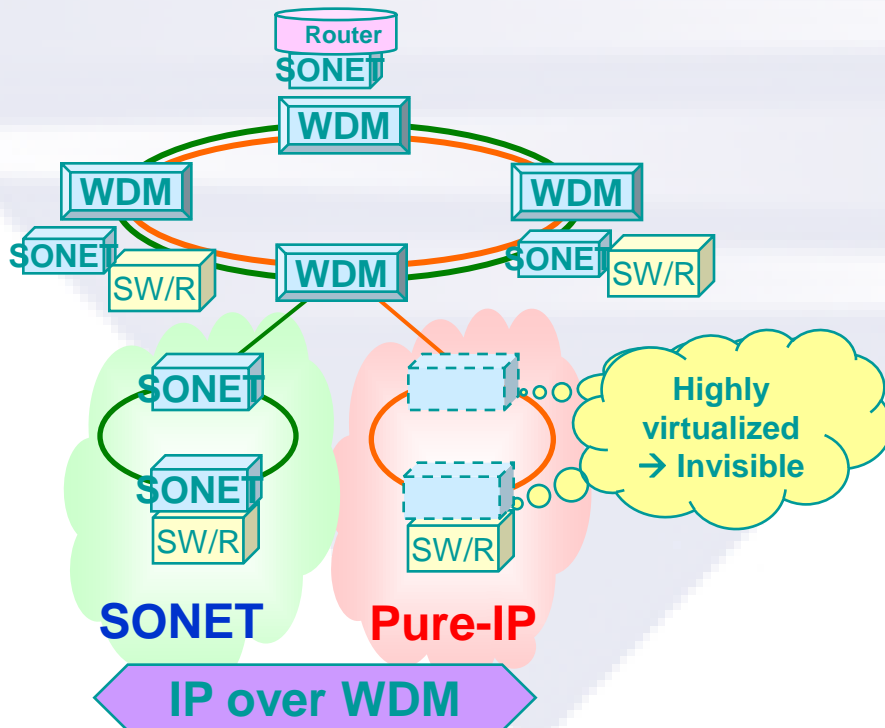 Router
SONET
WDM
WDM
WDM
SONET
SW/R
WDM
SONET
SW/R
SONET
SONET
SW/R
SW/R
Highly
virtualized
→ Invisible
SONET
Pure-IP
IP over WDM